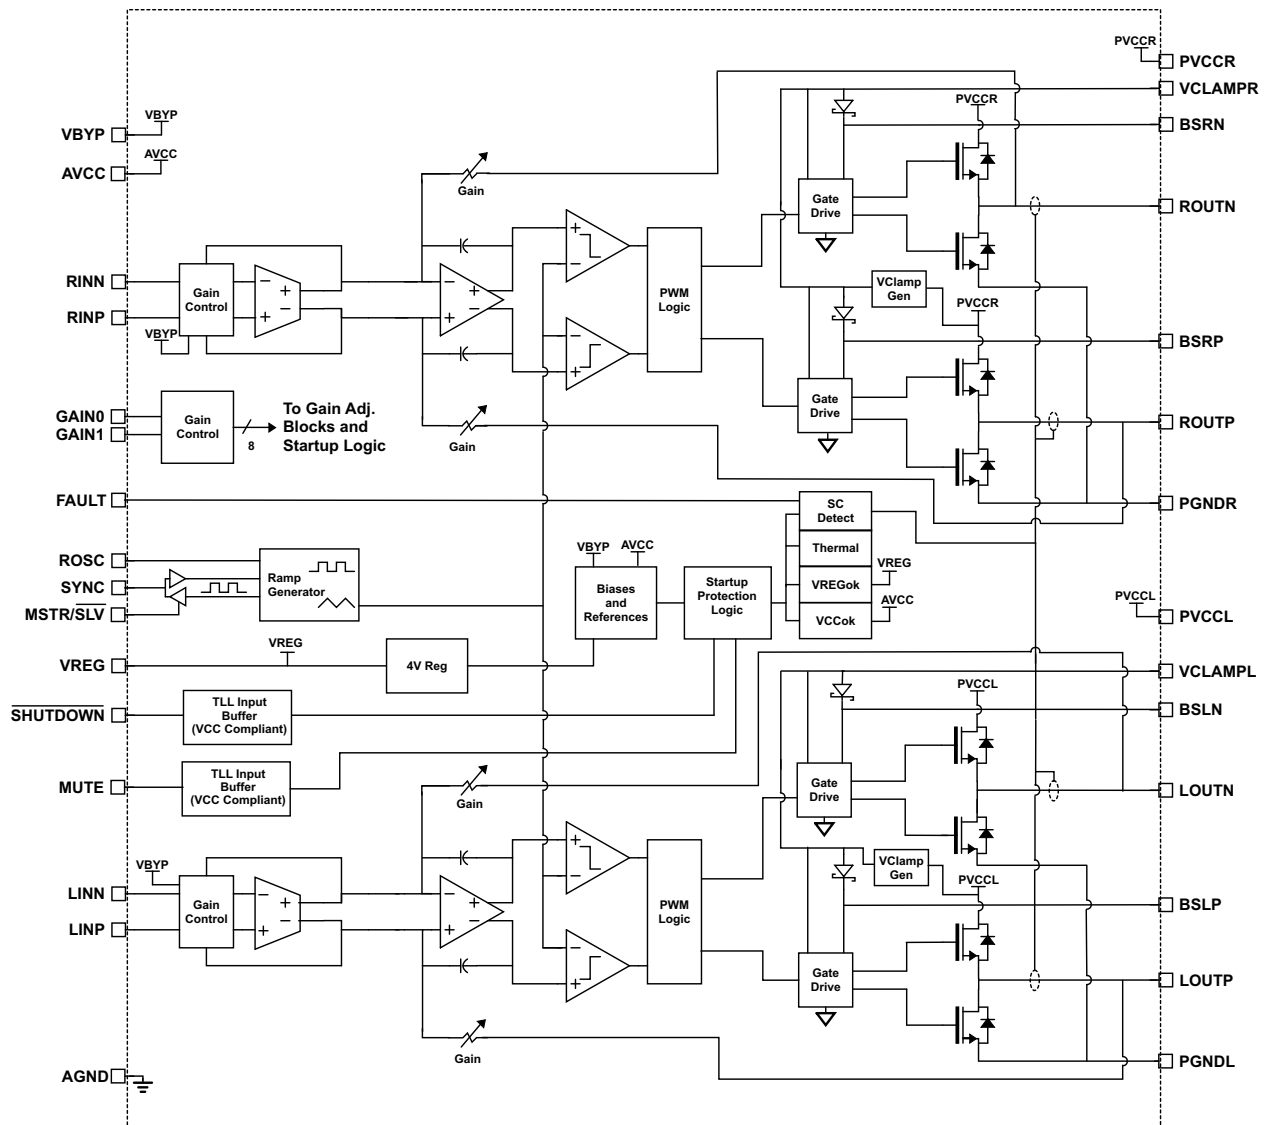 PVCCR
PVCCR
VCLAMPR
PVCCR
VBYP
VBYP
BSRN
AVCC
AVCC
Gain
Gate
Drive
ROUTN
RINN
Gain
Control
PWM
Logic
VClamp
Gen
PVCCR
RINP
VBYP
BSRP
Gate
Drive
GAIN0
GAIN1
Gain
Control
8
To Gain Adj.
Blocks and
Startup Logic
Gain
ROUTP
FAULT
SC
Detect
PGNDR
Thermal
VREGok
VREG
VCCok
AVCC
ROSC
SYNC
MSTR/SLV
Ramp
Generator
VBYP
AVCC
Biases
and
References
Startup
Protection
Logic
PVCCL
PVCCL
VREG
VREG
4V Reg
VCLAMPL
PVCCL
SHUTDOWN
TLL Input
Buffer
(VCC Compliant)
BSLN
MUTE
TLL Input
Buffer
(VCC Compliant)
Gain
Gate
Drive
LOUTN
VBYP
LINN
Gain
Control
PWM
Logic
VClamp
Gen
PVCCL
BSLP
LINP
Gate
Drive
LOUTP
Gain
PGNDL
AGND